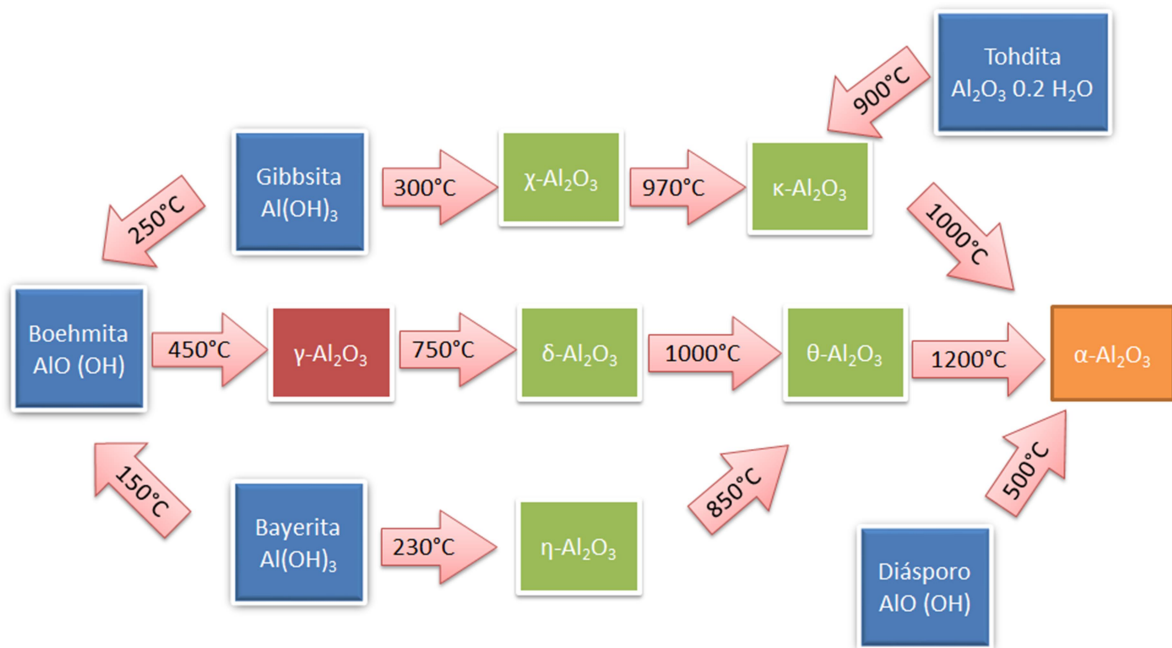 Tohdita
Al₂O₃ 0.2 H₂O
900°C
Gibbsita
Al(OH)₃
300°C
χ-Al₂O₃
970°C
κ-Al₂O₃
250°C
1000°C
Boehmita
AlO (OH)
450°C
γ-Al₂O₃
750°C
δ-Al₂O₃
1000°C
θ-Al₂O₃
1200°C
α-Al₂O₃
150°C
Bayerita
Al(OH)₃
230°C
η-Al₂O₃
850°C
500°C
Diásporo
AlO (OH)